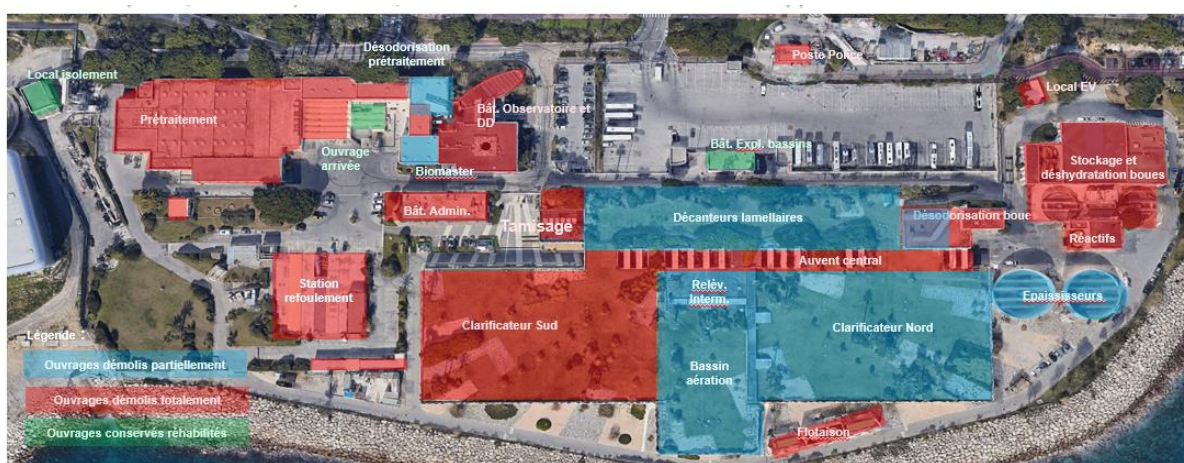 Désodorisation
prétraitement
Poste Police
Local isolement
Local EV
Bât. Observatoire et
DD
Prétraitement
Ouvrage
arrivée
Bât. Expl. bassins
Stockage et
déshydratation boues
Biomaster
Bât. Admin.
Tamisage
Décanteurs lamellaires
Désodorisation boue
Réactifs
Auvent central
Station
refoulement
Relèv.
Interm.
Epaississeurs
Clarificateur Sud
Clarificateur Nord
Légende :
Ouvrages démolis partiellement
Bassin
aération
Ouvrages démolis totalement
Ouvrages conservés réhabilités
Flotaison